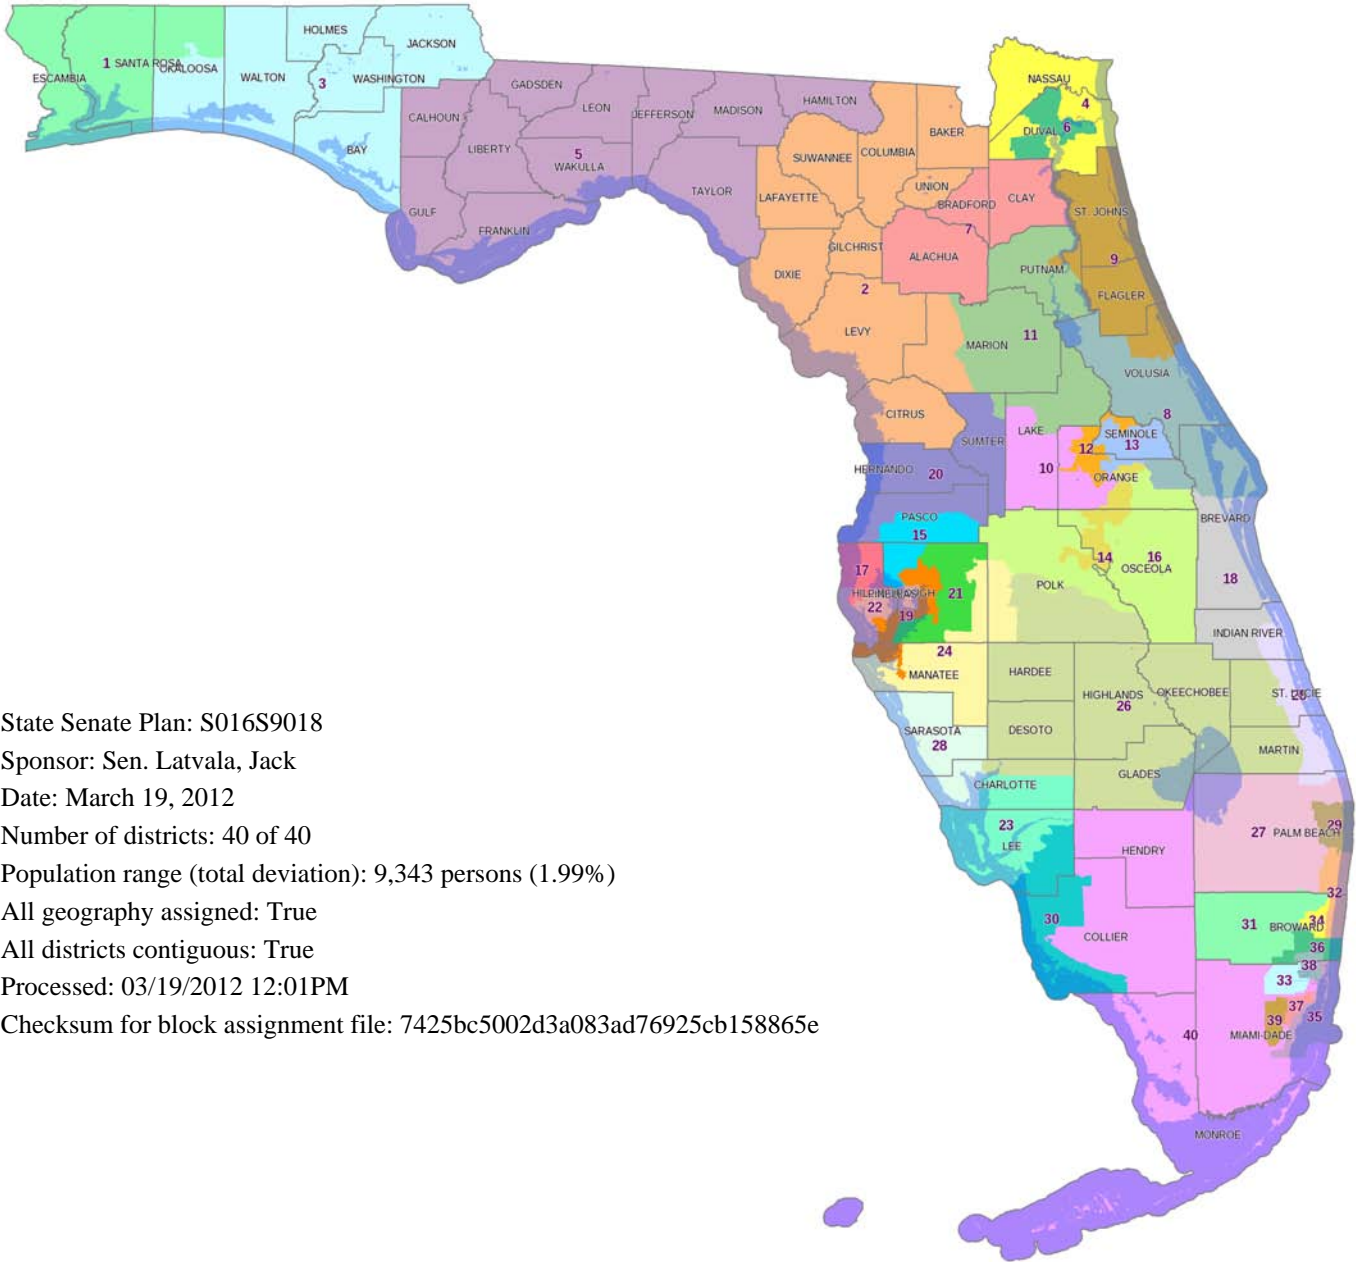 HOLMES
JACKSON
1 SANTA ROSA
OKALOOSA
ESCAMBIA
WALTON
3
WASHINGTON
BAY
GADSDEN
LEON
JEFFERSON
MADISON
HAMILTON
CALHOUN
LIBERTY
5
WAKULLA
TAYLOR
GULF
FRANKLIN
NASSAU
4
DUVAL
6
BAKER
COLUMBIA
SUWANNEE
UNION
LAFAYETTE
BRADFORD
CLAY
ST. JOHNS
7
GILCHRIST
ALACHUA
9
DIXIE
PUTNAM
2
FLAGLER
LEVY
11
MARION
VOLUSIA
CITRUS
8
LAKE
SUMTER
SEMINOLE
12
13
HERNANDO
20
10
ORANGE
PASCO
15
BREVARD
17
14
16
OSCEOLA
18
POLK
21
22
19
INDIAN RIVER
24
MANATEE
HARDEE
HIGHLANDS
OKEECHOBEE
26
SARASOTA
28
DESOTO
MARTIN
GLADES
CHARLOTTE
23
LEE
HENDRY
27 PALM BEACH
29
32
30
COLLIER
31
BROWARD
34
36
38
33
37
35
39
MIAMI-DADE
40
MONROE
State Senate Plan: S016S9018
Sponsor: Sen. Latvala, Jack
Date: March 19, 2012
Number of districts: 40 of 40
Population range (total deviation): 9,343 persons (1.99%)
All geography assigned: True
All districts contiguous: True
Processed: 03/19/2012 12:01PM
Checksum for block assignment file: 7425bc5002d3a083ad76925cb158865e